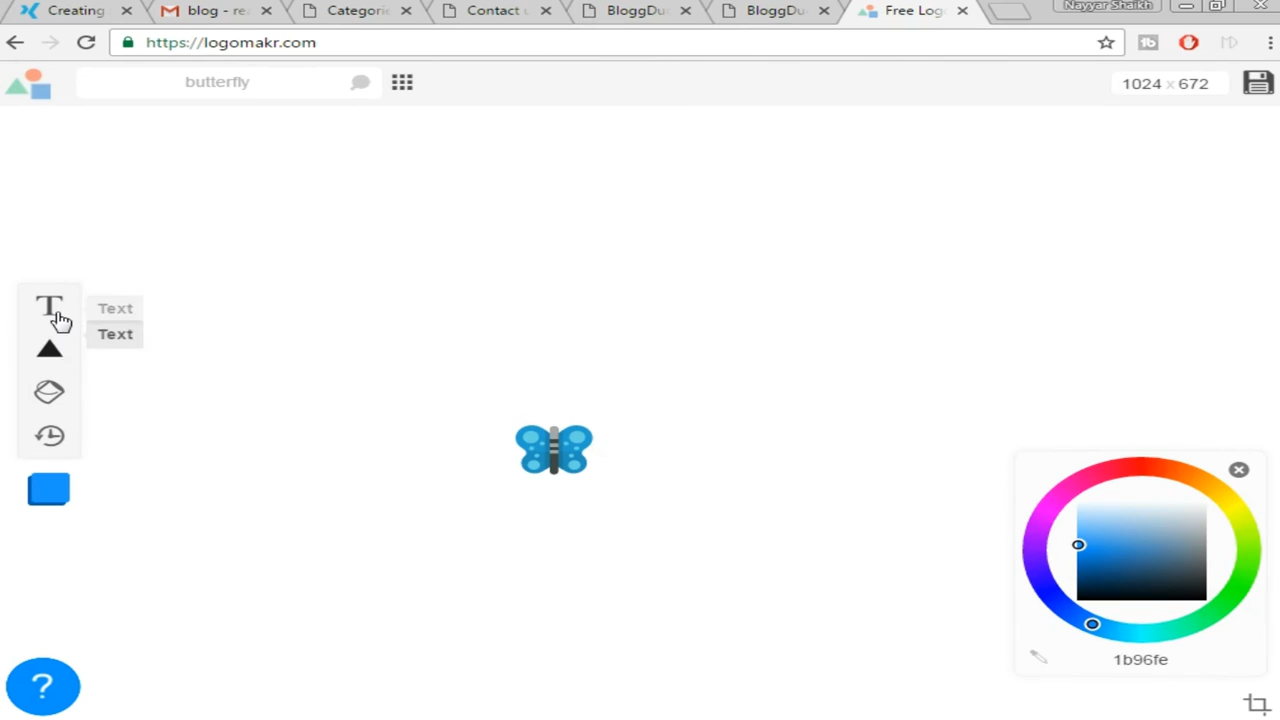 Creating
blog - re
Categorie
Contact u
BloggDu
BloggDu
Free Log
Nayyar Shaikh
https://logomakr.com
butterfly
1024 x 672
T
Text
Text
1b96fe
?